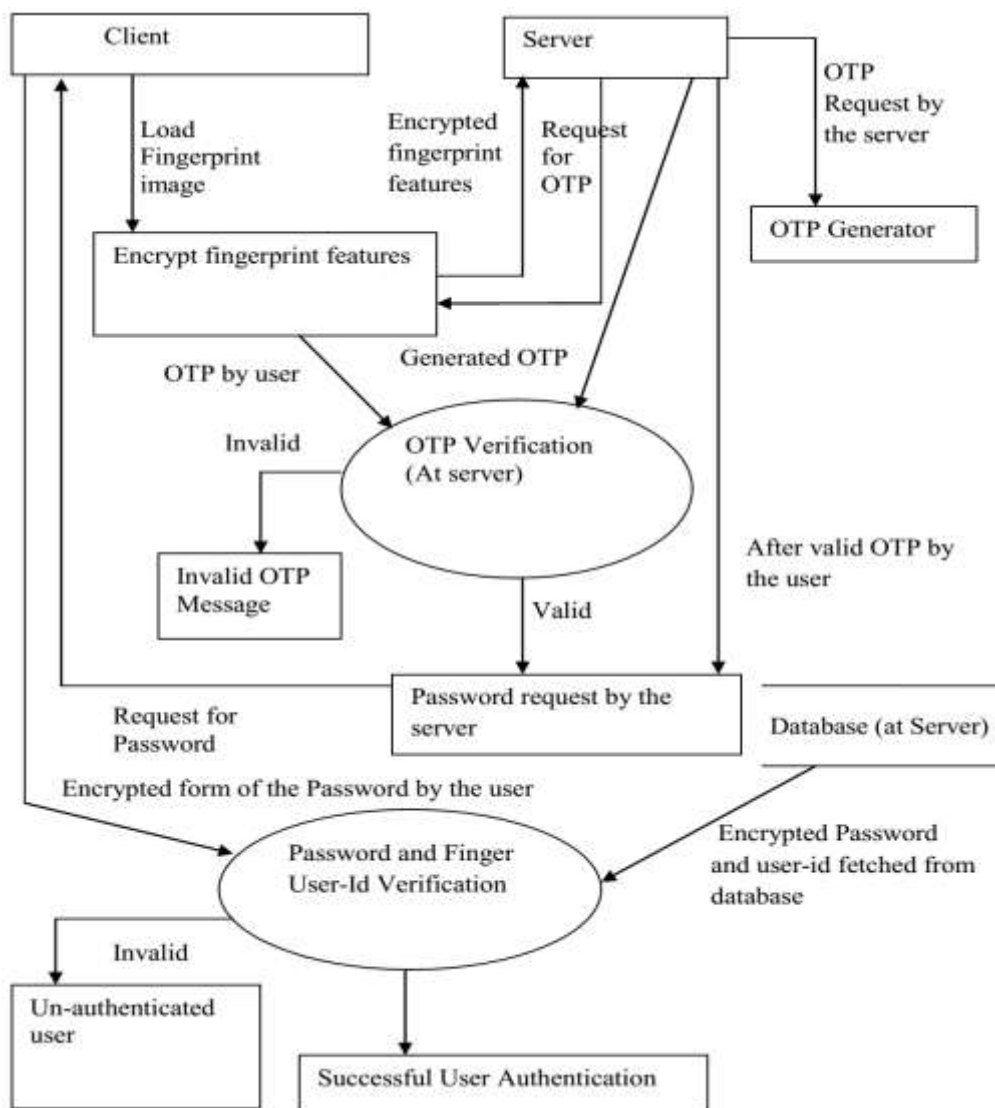 Client
Server
OTP
Request by
the server
Load
Fingerprint
image
Encrypted
fingerprint
features
Request
for
OTP
OTP Generator
Encrypt fingerprint features
OTP by user
Generated OTP
Invalid
OTP Verification
(At server)
Invalid OTP
Message
Valid
After valid OTP by
the user
Password request by the
server
Database (at Server)
Request for
Password
Encrypted form of the Password by the user
Password and Finger
User-Id Verification
Encrypted Password
and user-id fetched from
database
Invalid
Un-authenticated
user
Successful User Authentication